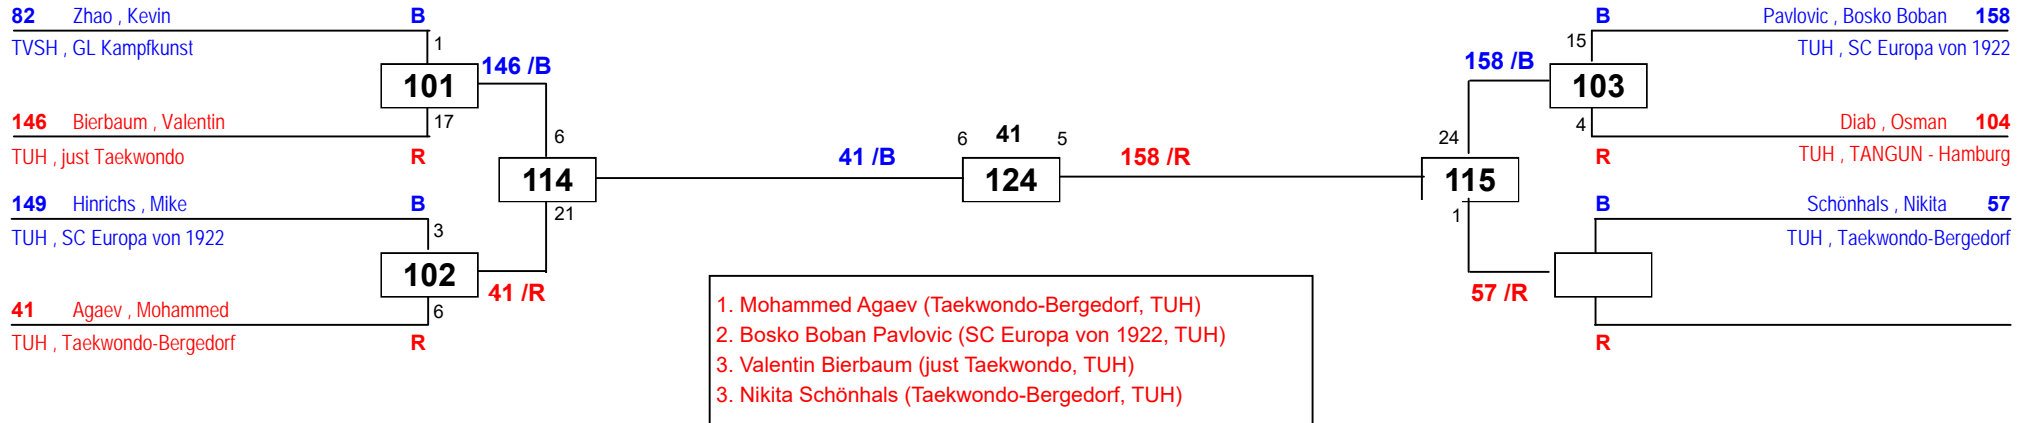 82 Zhao , Kevin B
TVSH , GL Kampfkunst
1
101
146 /B
146 Bierbaum , Valentin
17
TUH , just Taekwondo R
6
114
21
149 Hinrichs , Mike B
TUH , SC Europa von 1922
3
102
41 /R
41 Agaev , Mohammed
6
TUH , Taekwondo-Bergedorf R
41 /B
6 41 5
124
158 /R
B Pavlovic , Bosko Boban 158
15
TUH , SC Europa von 1922
158 /B
103
4
Diab , Osman 104
R TUH , TANGUN - Hamburg
24
115
1
B Schönhals , Nikita 57
TUH , Taekwondo-Bergedorf
57 /R
R
1. Mohammed Agaev (Taekwondo-Bergedorf, TUH)
2. Bosko Boban Pavlovic (SC Europa von 1922, TUH)
3. Valentin Bierbaum (just Taekwondo, TUH)
3. Nikita Schönhals (Taekwondo-Bergedorf, TUH)